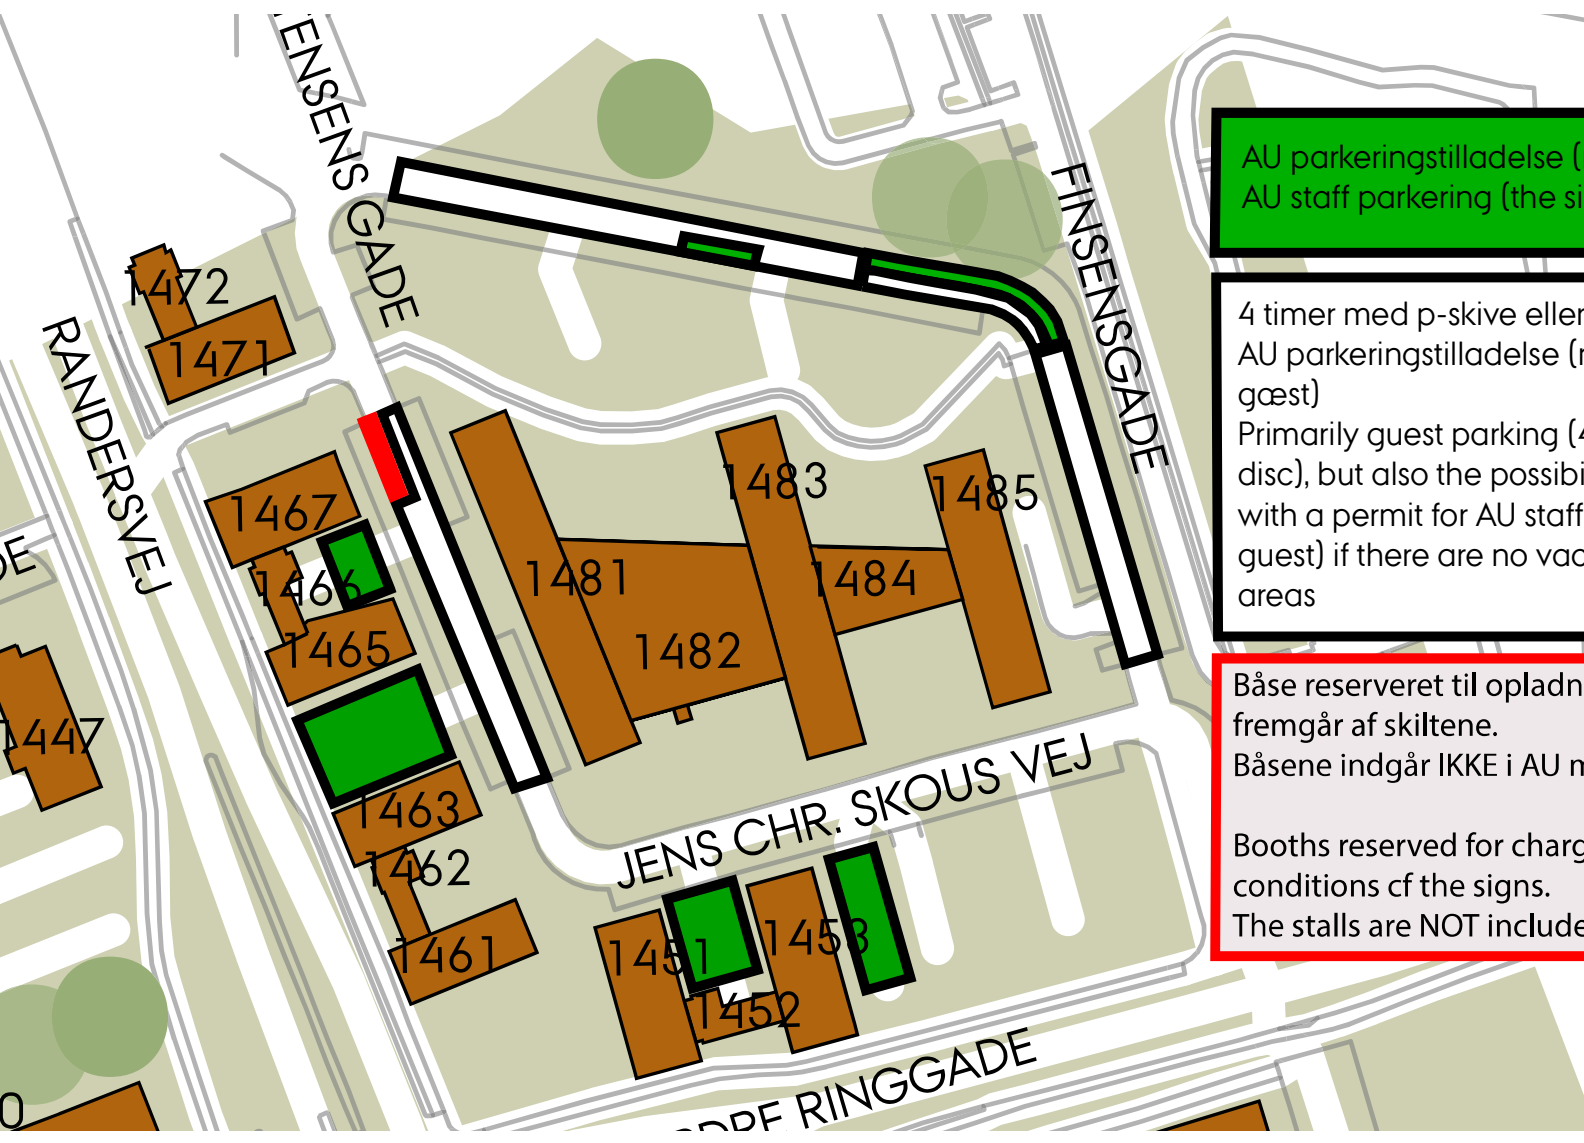 ENSENS GADE
FINSENSGADE
RANDERSVEJ
JENS CHR. SKOUS VEJ
RINGGADE
1472
1471
1467
1466
1465
1463
1462
1461
1447
1481
1482
1483
1484
1485
1451
1452
1453
AU parkeringstilladelse (
AU staff parkering (the si
4 timer med p-skive eller
AU parkeringstilladelse (
gæst)
Primarily guest parking (4
disc), but also the possibi
with a permit for AU staff
guest) if there are no vac
areas
Båse reserveret til opladn
fremgår af skiltene.
Båsene indgår IKKE i AU m
Booths reserved for charg
conditions cf the signs.
The stalls are NOT include